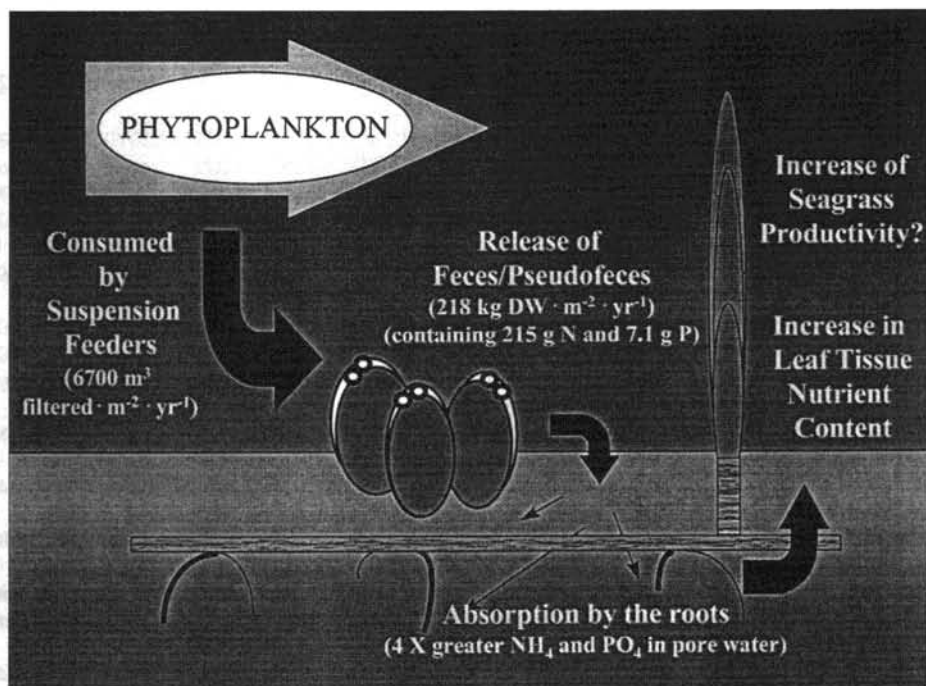 PHYTOPLANKTON
Consumed
by
Suspension
Feeders
(6700 m³
filtered · m⁻² · yr⁻¹)
Release of
Feces/Pseudofeces
(218 kg DW · m⁻² · yr⁻¹)
(containing 215 g N and 7.1 g P)
Increase of
Seagrass
Productivity?
Increase in
Leaf Tissue
Nutrient
Content
Absorption by the roots
(4 X greater NH₄ and PO₄ in pore water)